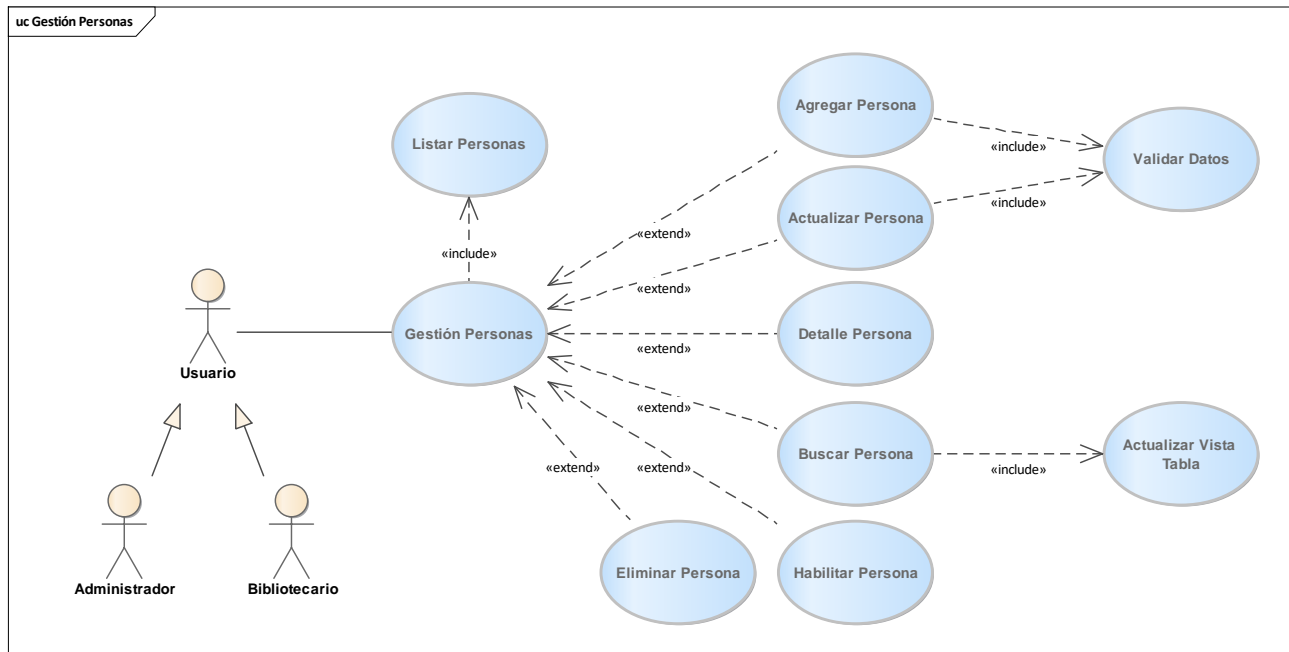 uc Gestión Personas
Agregar Persona
Listar Personas
«include»
Validar Datos
Actualizar Persona
«include»
«extend»
«include»
«extend»
Gestión Personas
Detalle Persona
«extend»
Usuario
«extend»
Buscar Persona
Actualizar Vista
Tabla
«extend»
«extend»
«include»
Eliminar Persona
Habilitar Persona
Administrador
Bibliotecario